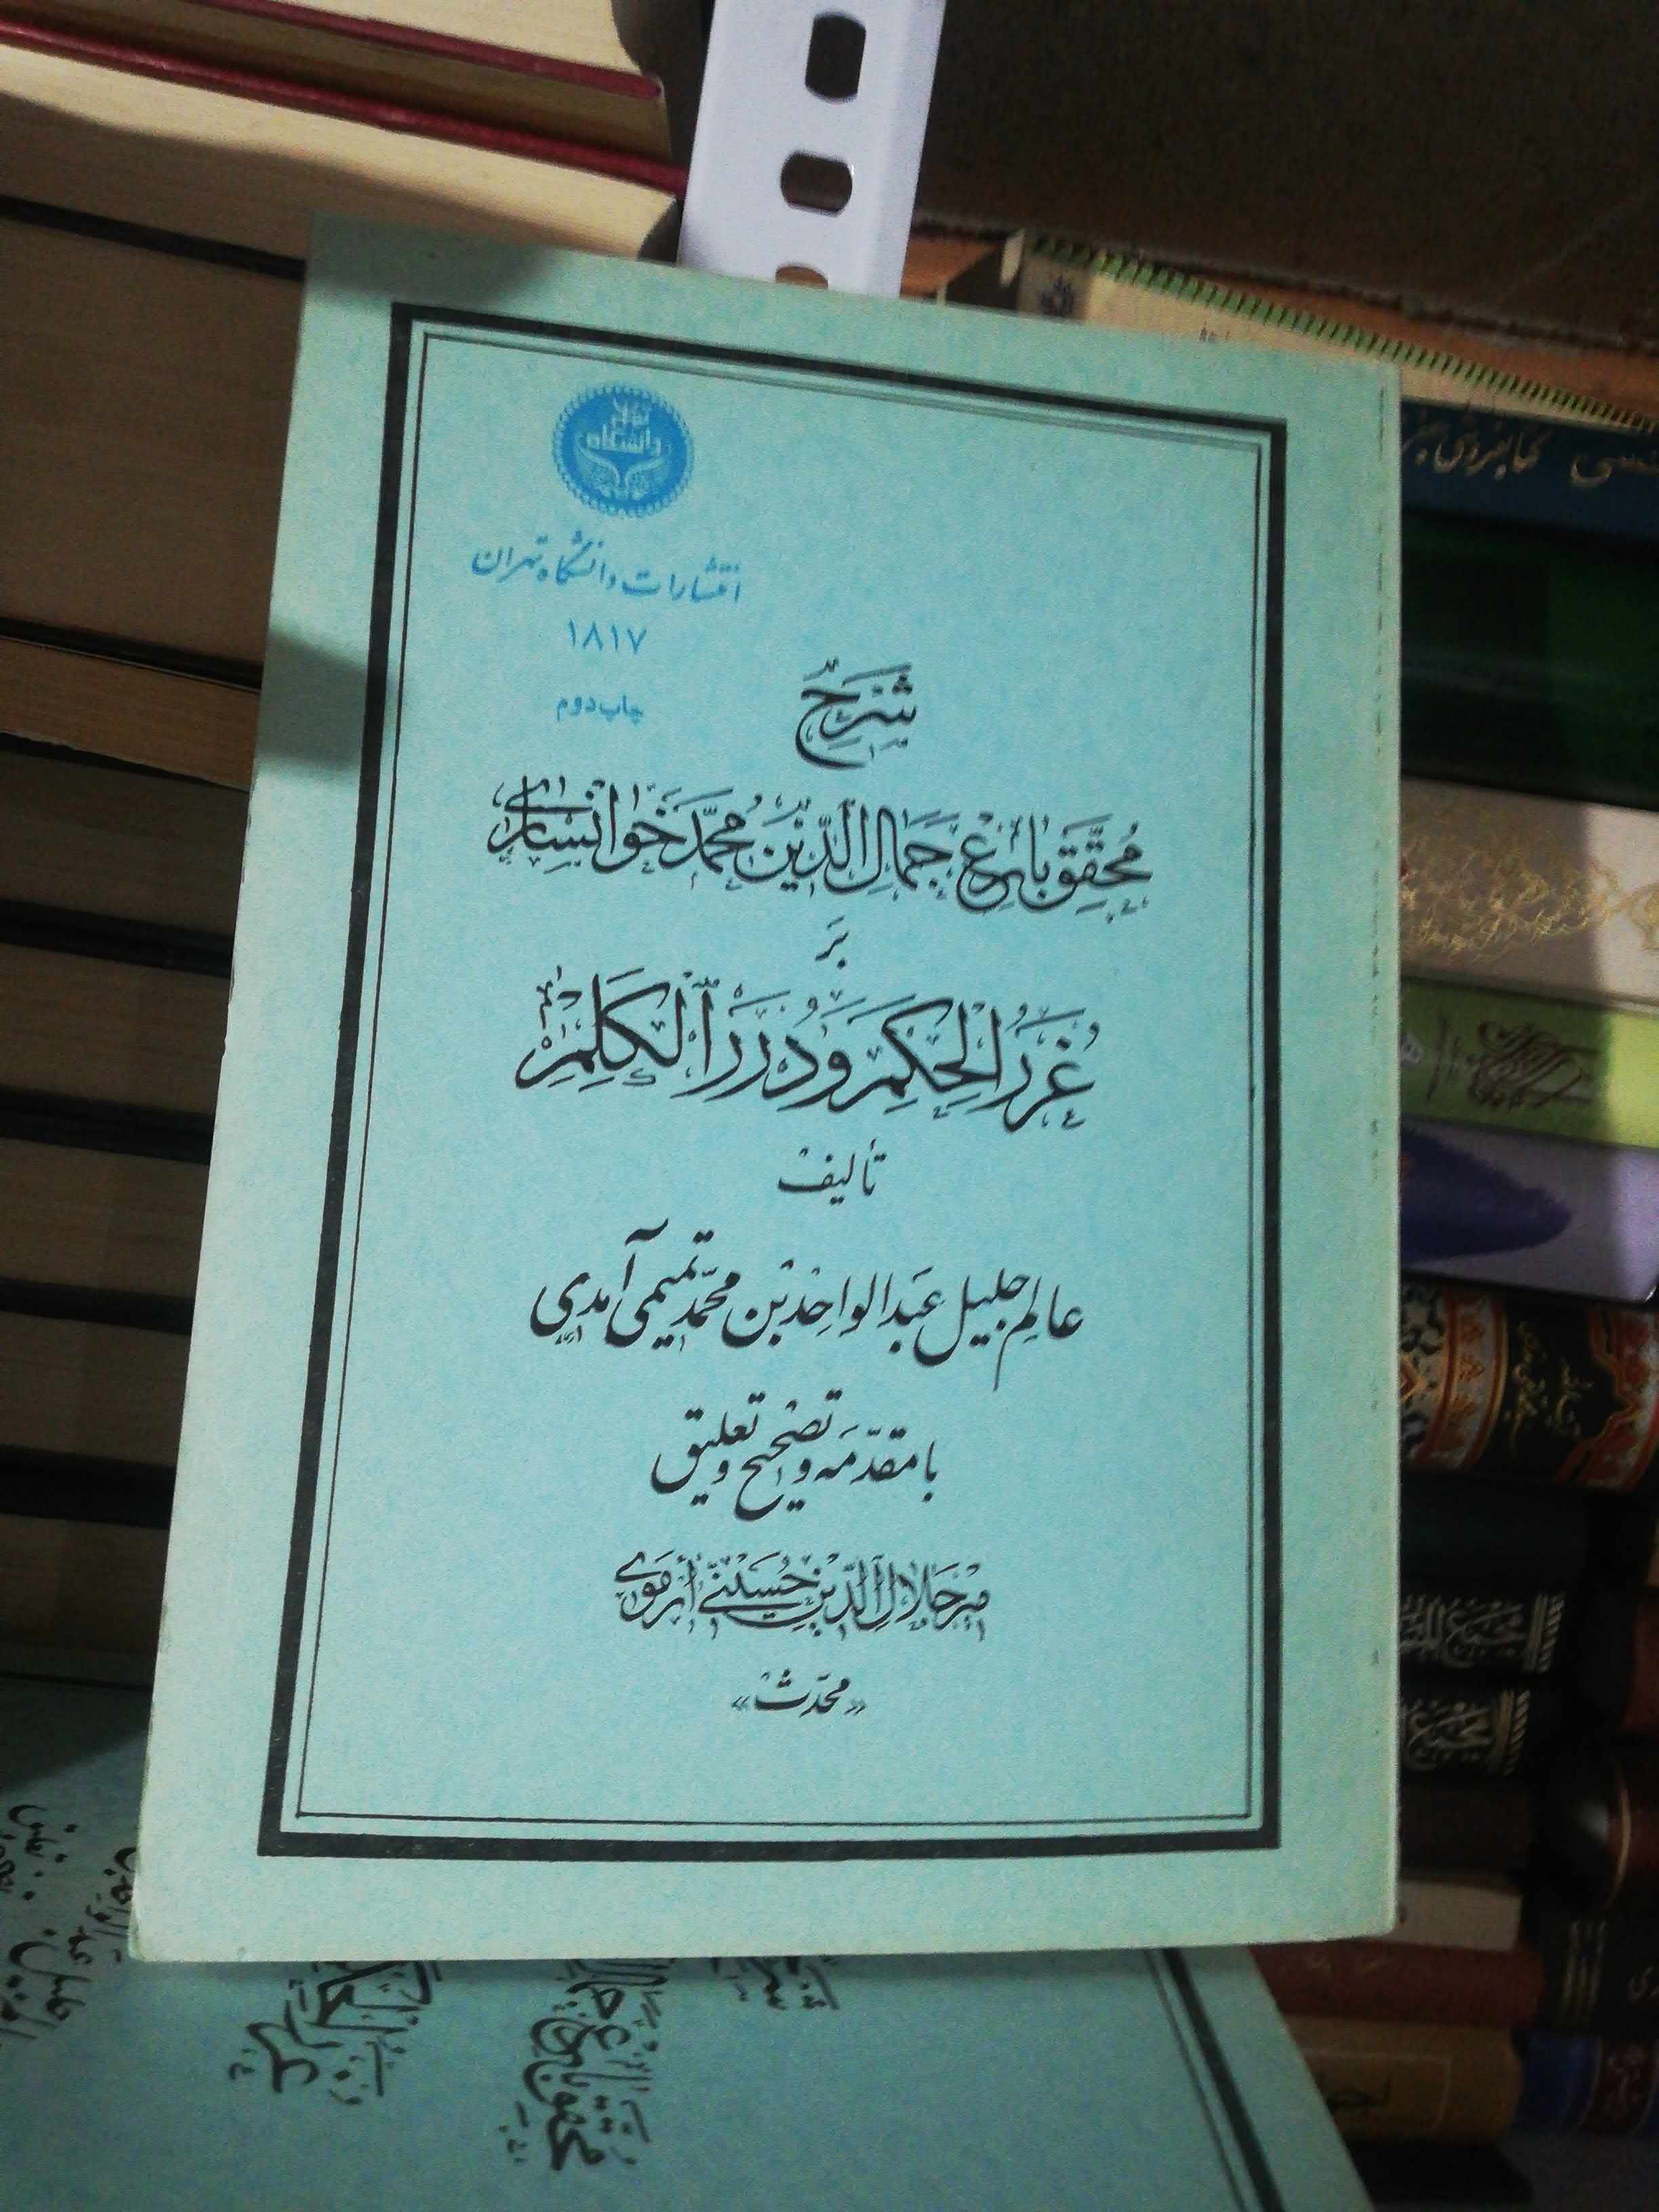 دانشگاه
انتشارات دانشگاه تهران
۱۸۱۷
چاپ دوم
شرح
محقق بارع جمال الدین محمد خوانساری
بر
غرر الحکم و درر الکلم
تألیف
عالم جلیل عبدالواحد بن محمد تمیمی آمدی
با مقدمه و تصحیح و تعلیق
میر جلال الدین حسینی ارموی
«محدث»